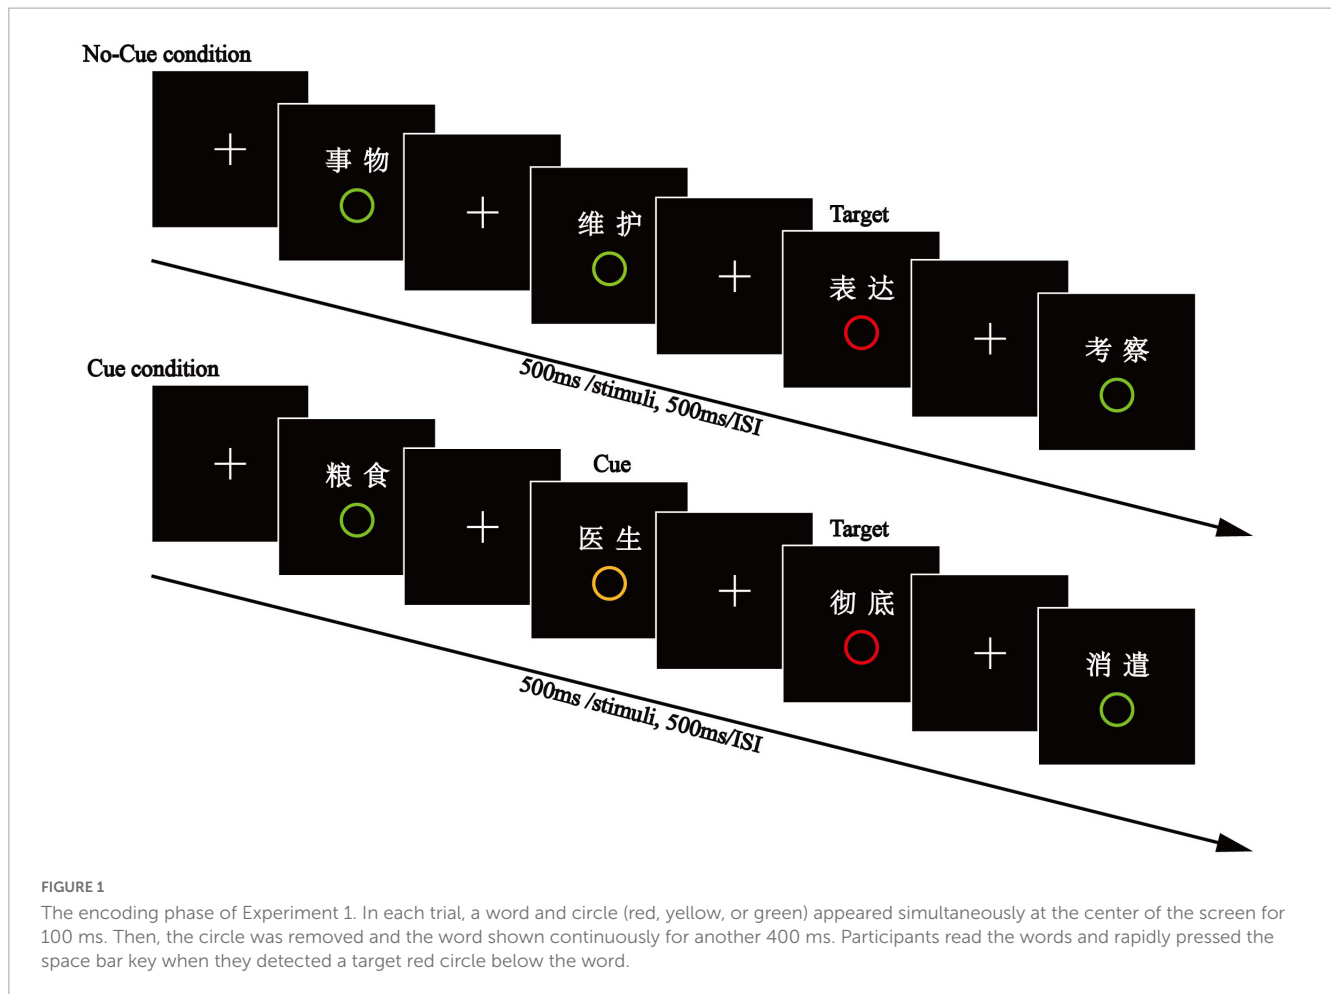 No-Cue condition
事 物
维 护
Target
表 达
考 察
500ms /stimuli, 500ms/ISI
Cue condition
粮 食
Cue
医 生
Target
彻 底
消 遣
500ms /stimuli, 500ms/ISI
FIGURE 1
The encoding phase of Experiment 1. In each trial, a word and circle (red, yellow, or green) appeared simultaneously at the center of the screen for
100 ms. Then, the circle was removed and the word shown continuously for another 400 ms. Participants read the words and rapidly pressed the
space bar key when they detected a target red circle below the word.